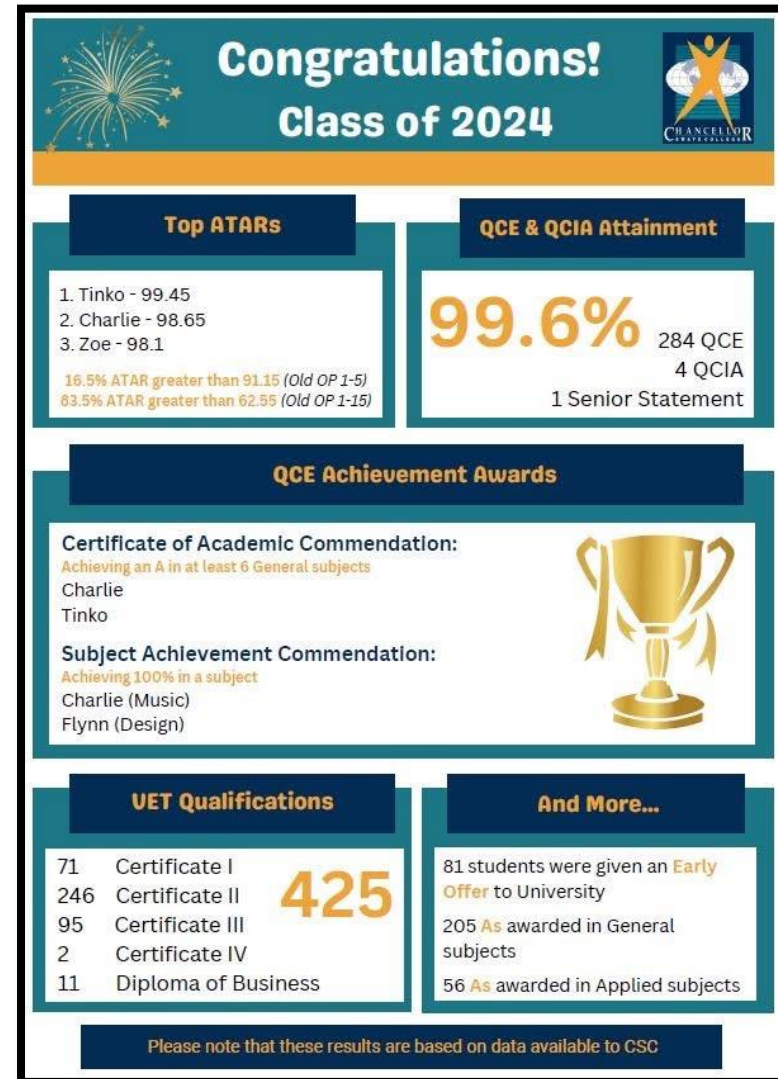 Congratulations!
Class of 2024
CHANCELLOR
STATE COLLEGE
Top ATARs
1. Tinko - 99.45
2. Charlie - 98.65
3. Zoe - 98.1
16.5% ATAR greater than 91.15 (Old OP 1-5)
83.5% ATAR greater than 62.55 (Old OP 1-15)
QCE & QCIA Attainment
99.6%
284 QCE
4 QCIA
1 Senior Statement
QCE Achievement Awards
Certificate of Academic Commendation:
Achieving an A in at least 6 General subjects
Charlie
Tinko
Subject Achievement Commendation:
Achieving 100% in a subject
Charlie (Music)
Flynn (Design)
VET Qualifications
71 Certificate I
246 Certificate II
95 Certificate III
2 Certificate IV
11 Diploma of Business
425
And More...
81 students were given an Early
Offer to University
205 As awarded in General
subjects
56 As awarded in Applied subjects
Please note that these results are based on data available to CSC